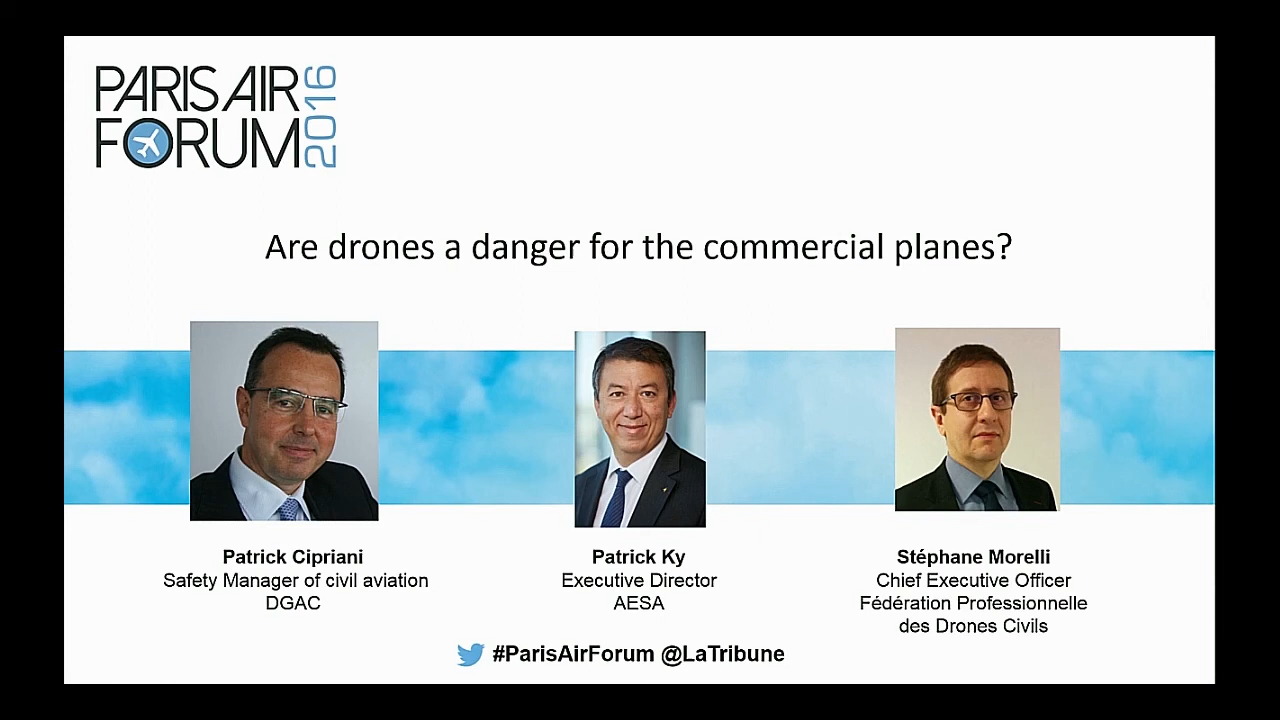 PARIS AIR
FORUM
2016
Are drones a danger for the commercial planes?
Patrick Cipriani
Safety Manager of civil aviation
DGAC
Patrick Ky
Executive Director
AESA
Stéphane Morelli
Chief Executive Officer
Fédération Professionnelle
des Drones Civils
#ParisAirForum @LaTribune